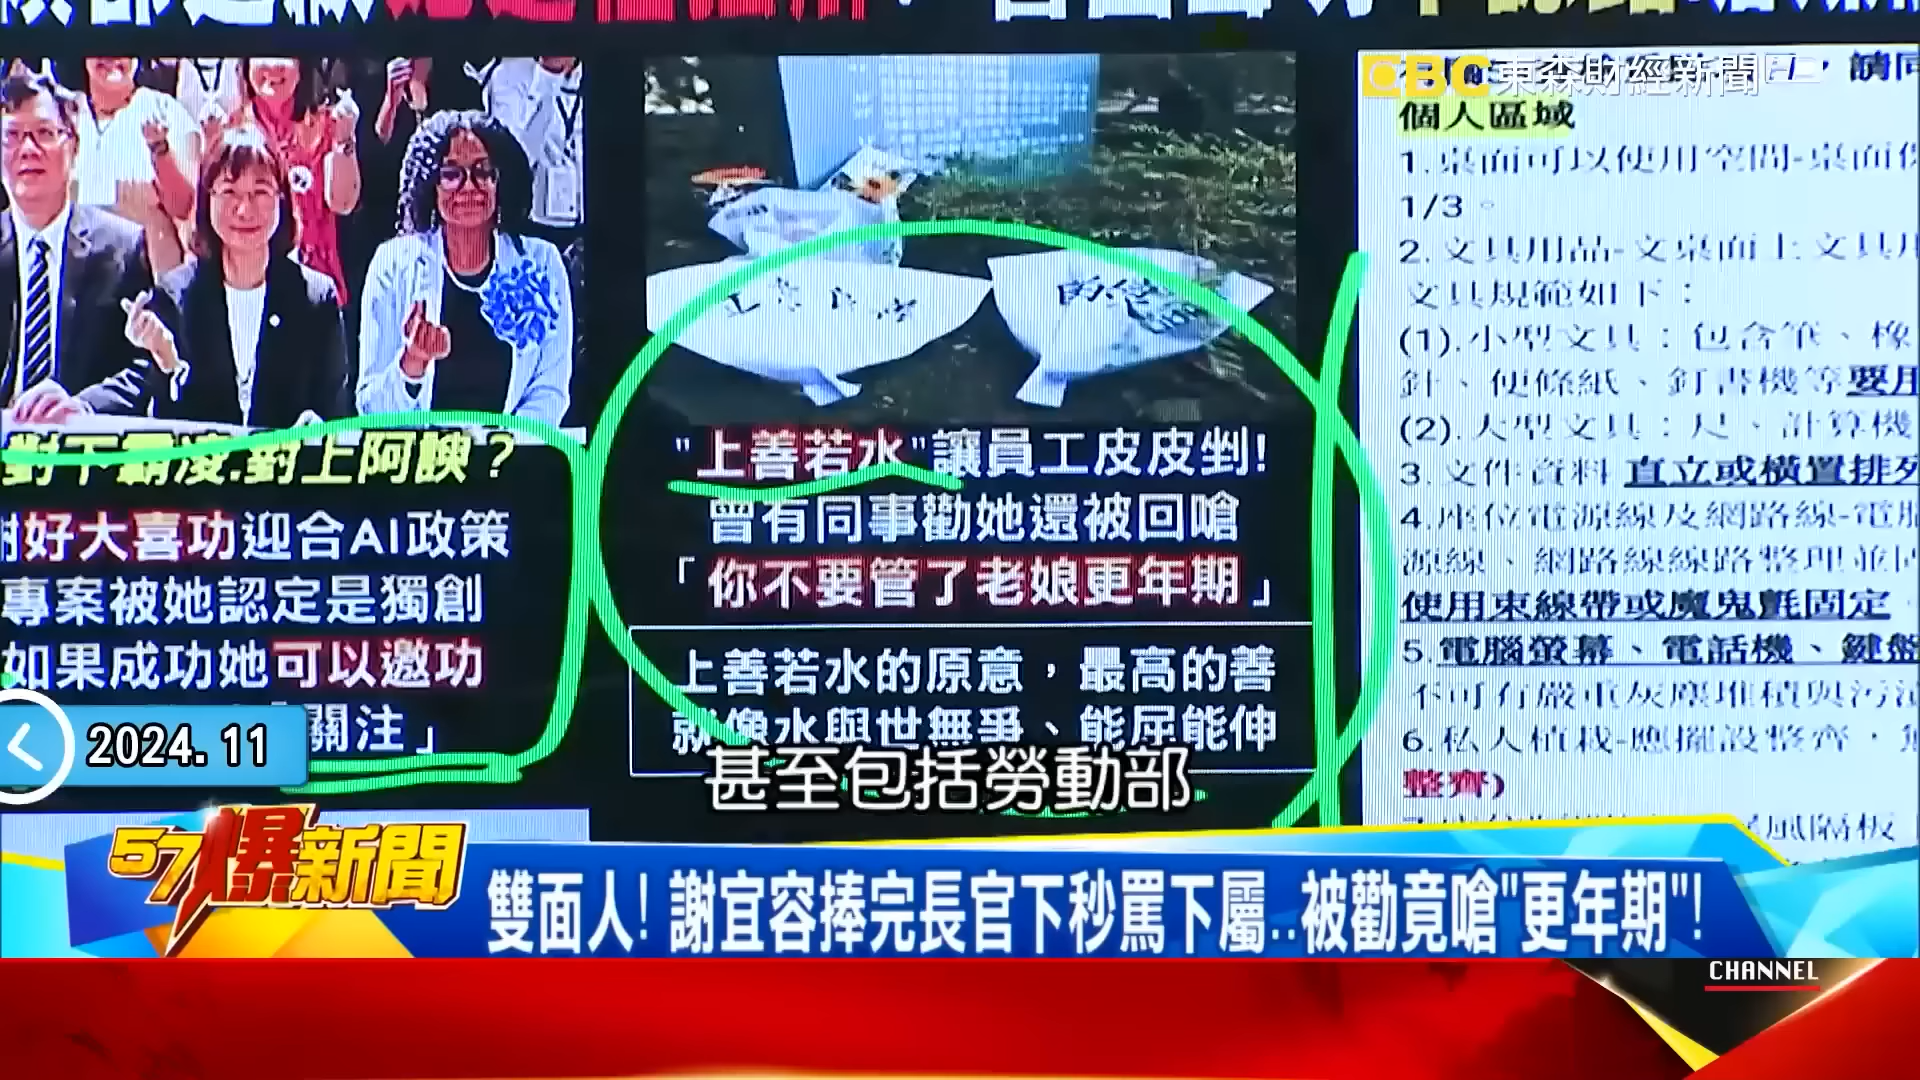 EBC 東森財經新聞
對下霸凌.對上阿諛？
謝好大喜功迎合AI政策
專案被她認定是獨創
如果成功她可以邀功
關注」
"上善若水"讓員工皮皮剉!
曾有同事勸她還被回嗆
「你不要管了老娘更年期」
上善若水的原意，最高的善
就像水與世無爭、能屈能伸
個人區域
1.桌面可以使用空間-桌面
1/3。
2.文具用品-文桌面上文具用
文具規範如下：
(1).小型文具：包含筆、橡
針、便條紙、釘書機等要用
(2).大型文具：尺、計算機
3.文件資料 直立或橫置排列
4.座位電源線及網路線-電腦
源線、網路線線路整理並
使用束線帶或魔鬼氈固定
5.電腦螢幕、電話機、鍵盤
不可有嚴重灰塵堆積與污
6.私人植栽-應擺設整齊，
整齊)
2024.11
甚至包括勞動部
57爆新聞
雙面人!謝宜容捧完長官下秒罵下屬..被勸竟嗆"更年期"!
CHANNEL